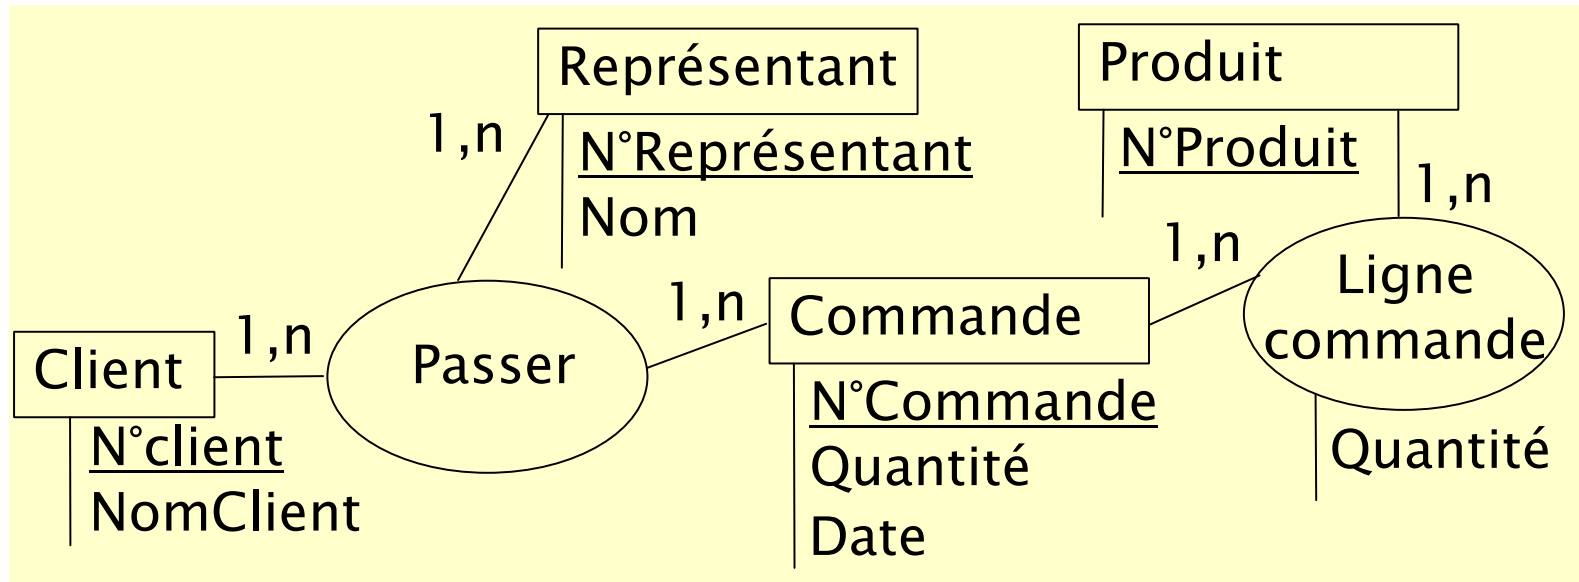 Représentant
1,n
N°Représentant
Nom
Produit
N°Produit
1,n
Ligne
commande
Quantité
1,n
Commande
N°Commande
Quantité
Date
1,n
Passer
1,n
Client
N°client
NomClient